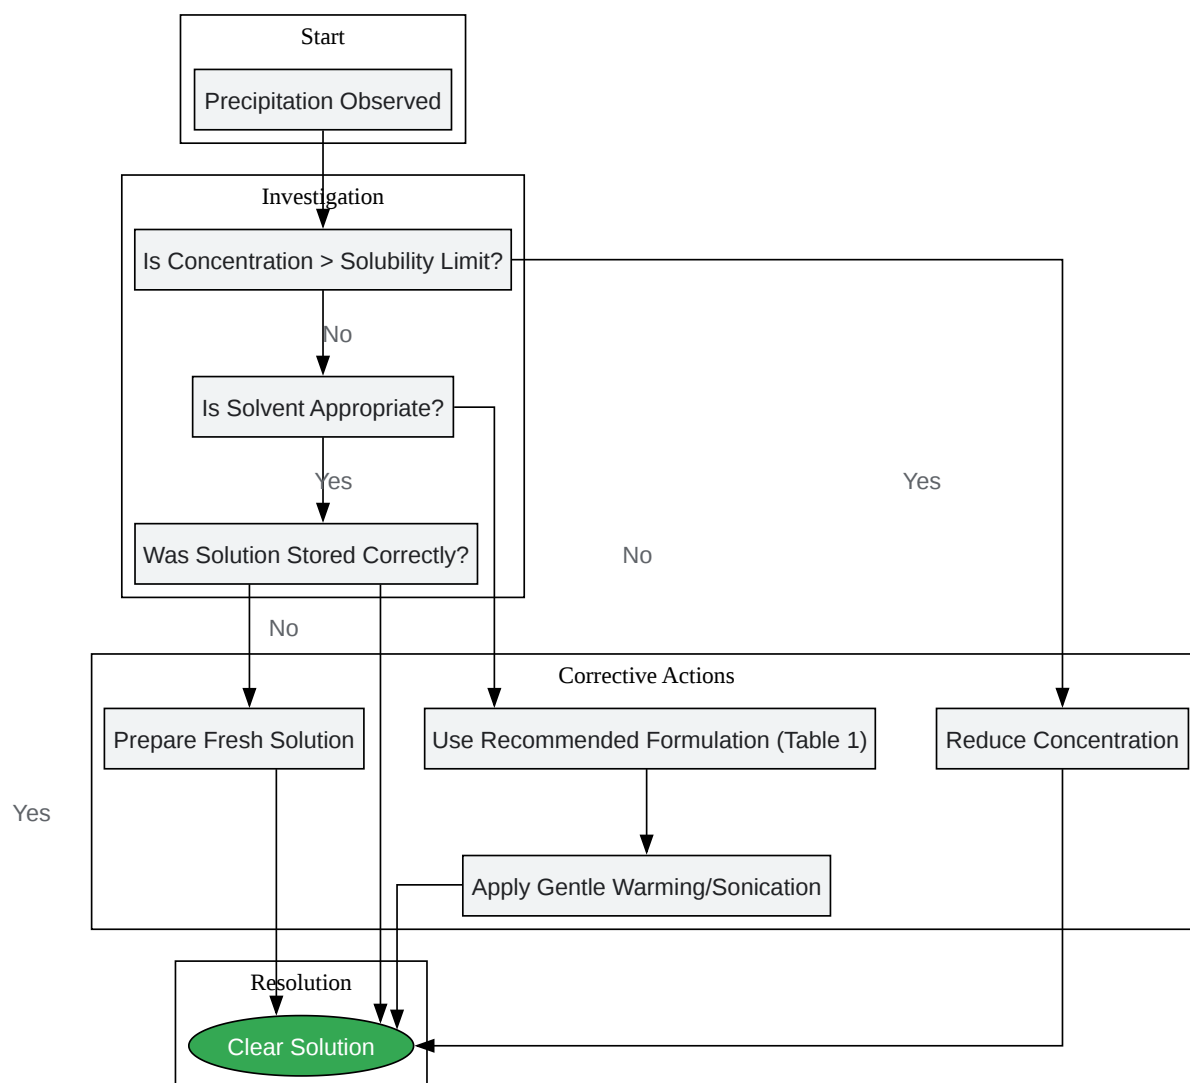 Start
Precipitation Observed
Investigation
Is Concentration > Solubility Limit?
No
Is Solvent Appropriate?
Yes
Yes
Was Solution Stored Correctly?
No
No
Corrective Actions
Prepare Fresh Solution
Use Recommended Formulation (Table 1)
Reduce Concentration
Yes
Apply Gentle Warming/Sonication
Resolution
Clear Solution